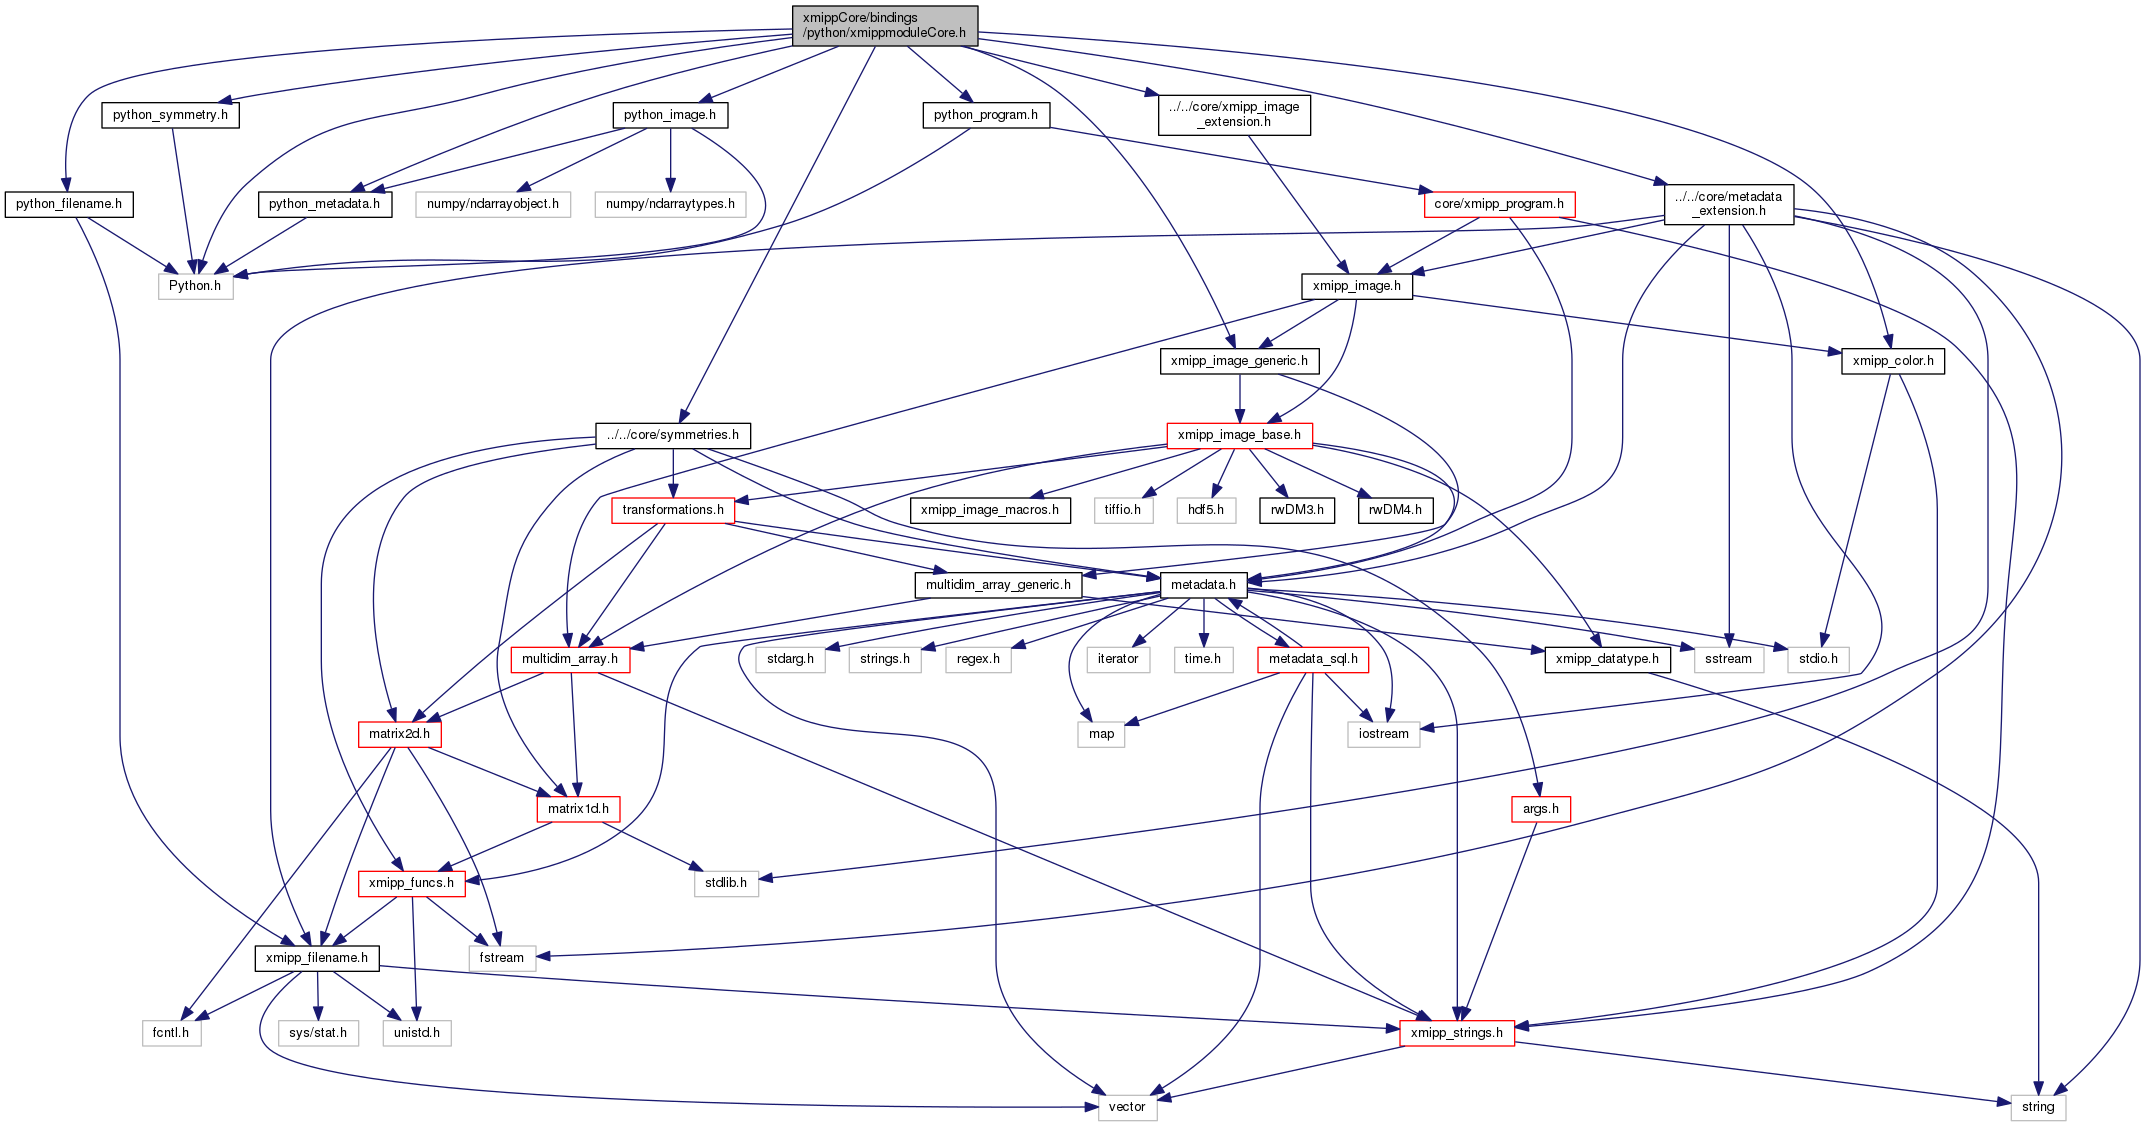 xmippCore/bindings
/python/xmippmoduleCore.h
python_symmetry.h
python_image.h
python_program.h
../../core/xmipp_image
_extension.h
python_filename.h
python_metadata.h
numpy/ndarrayobject.h
numpy/ndarraytypes.h
core/xmipp_program.h
../../core/metadata
_extension.h
Python.h
xmipp_image.h
xmipp_image_generic.h
xmipp_color.h
../../core/symmetries.h
xmipp_image_base.h
transformations.h
xmipp_image_macros.h
tiffio.h
hdf5.h
rwDM3.h
rwDM4.h
multidim_array_generic.h
metadata.h
multidim_array.h
stdarg.h
strings.h
regex.h
iterator
time.h
metadata_sql.h
xmipp_datatype.h
sstream
stdio.h
matrix2d.h
map
iostream
matrix1d.h
args.h
xmipp_funcs.h
stdlib.h
xmipp_filename.h
fstream
fcntl.h
sys/stat.h
unistd.h
xmipp_strings.h
vector
string